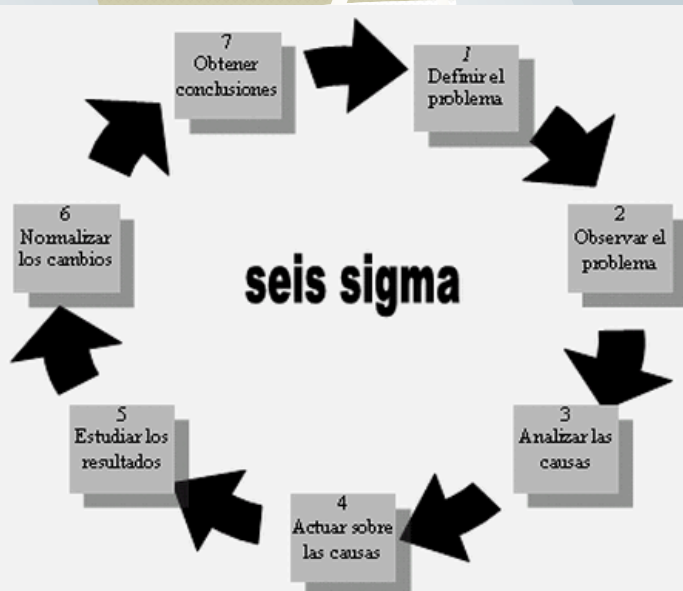 seis sigma
1
Definir el
problema
2
Observar el
problema
3
Analizar las
causas
4
Actuar sobre
las causas
5
Estudiar los
resultados
6
Normalizar
los cambios
7
Obtener
conclusiones